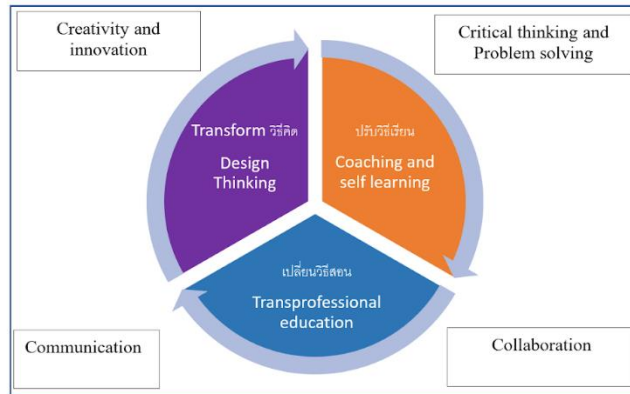 Creativity and
innovation
Critical thinking and
Problem solving
Transform วิธีคิด
Design
Thinking
ปรับวิธีเรียน
Coaching and
self learning
เปลี่ยนวิธีสอน
Transprofessional
education
Communication
Collaboration